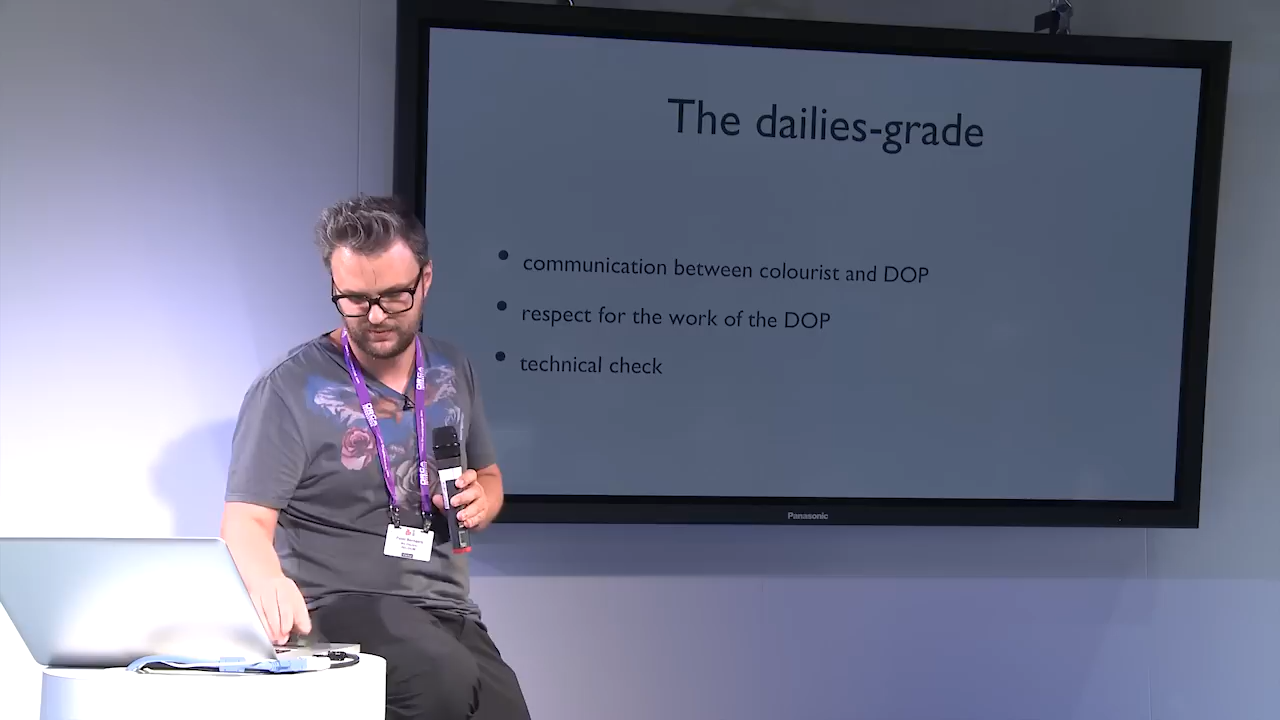 The dailies-grade
• communication between colourist and DOP
• respect for the work of the DOP
• technical check
Panasonic